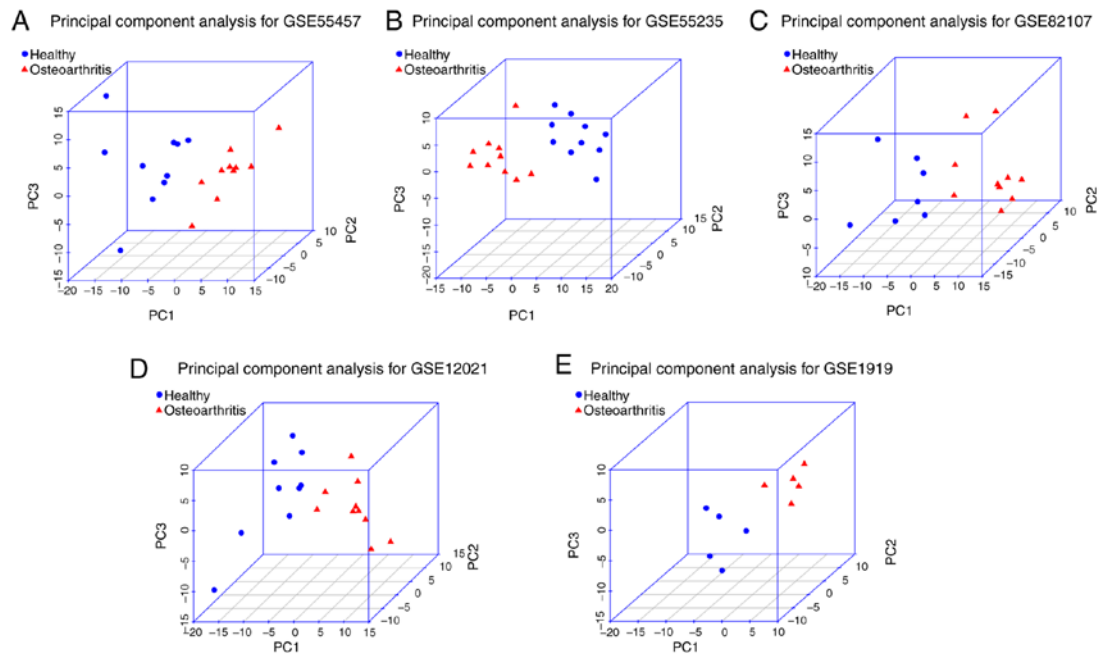 A Principal component analysis for GSE55457
Healthy
Osteoarthritis
15
10
5
0
−5
−10
−15
PC3
−20 −15 −10 −5 0 5 10 15
PC1
−10
−5
0
5
10
PC2
B Principal component analysis for GSE55235
Healthy
Osteoarthritis
10
5
0
−5
−10
−15
−20
PC3
−15 −10 −5 0 5 10 15 20
PC1
−10
−5
0
5
10
15
PC2
C Principal component analysis for GSE82107
Healthy
Osteoarthritis
15
10
5
0
−5
−10
PC3
−20 −15 −10 −5 0 5 10 15
PC1
−15
−10
−5
0
5
10
PC2
D Principal component analysis for GSE12021
Healthy
Osteoarthritis
10
5
0
−5
−10
−15
PC3
−20 −15 −10 −5 0 5 10 15
PC1
−10
−5
0
5
10
15
PC2
E Principal component analysis for GSE1919
Healthy
Osteoarthritis
10
5
0
−5
−10
−15
PC3
−20 −15 −10 −5 0 5 10
PC1
−10
−5
0
5
10
PC2